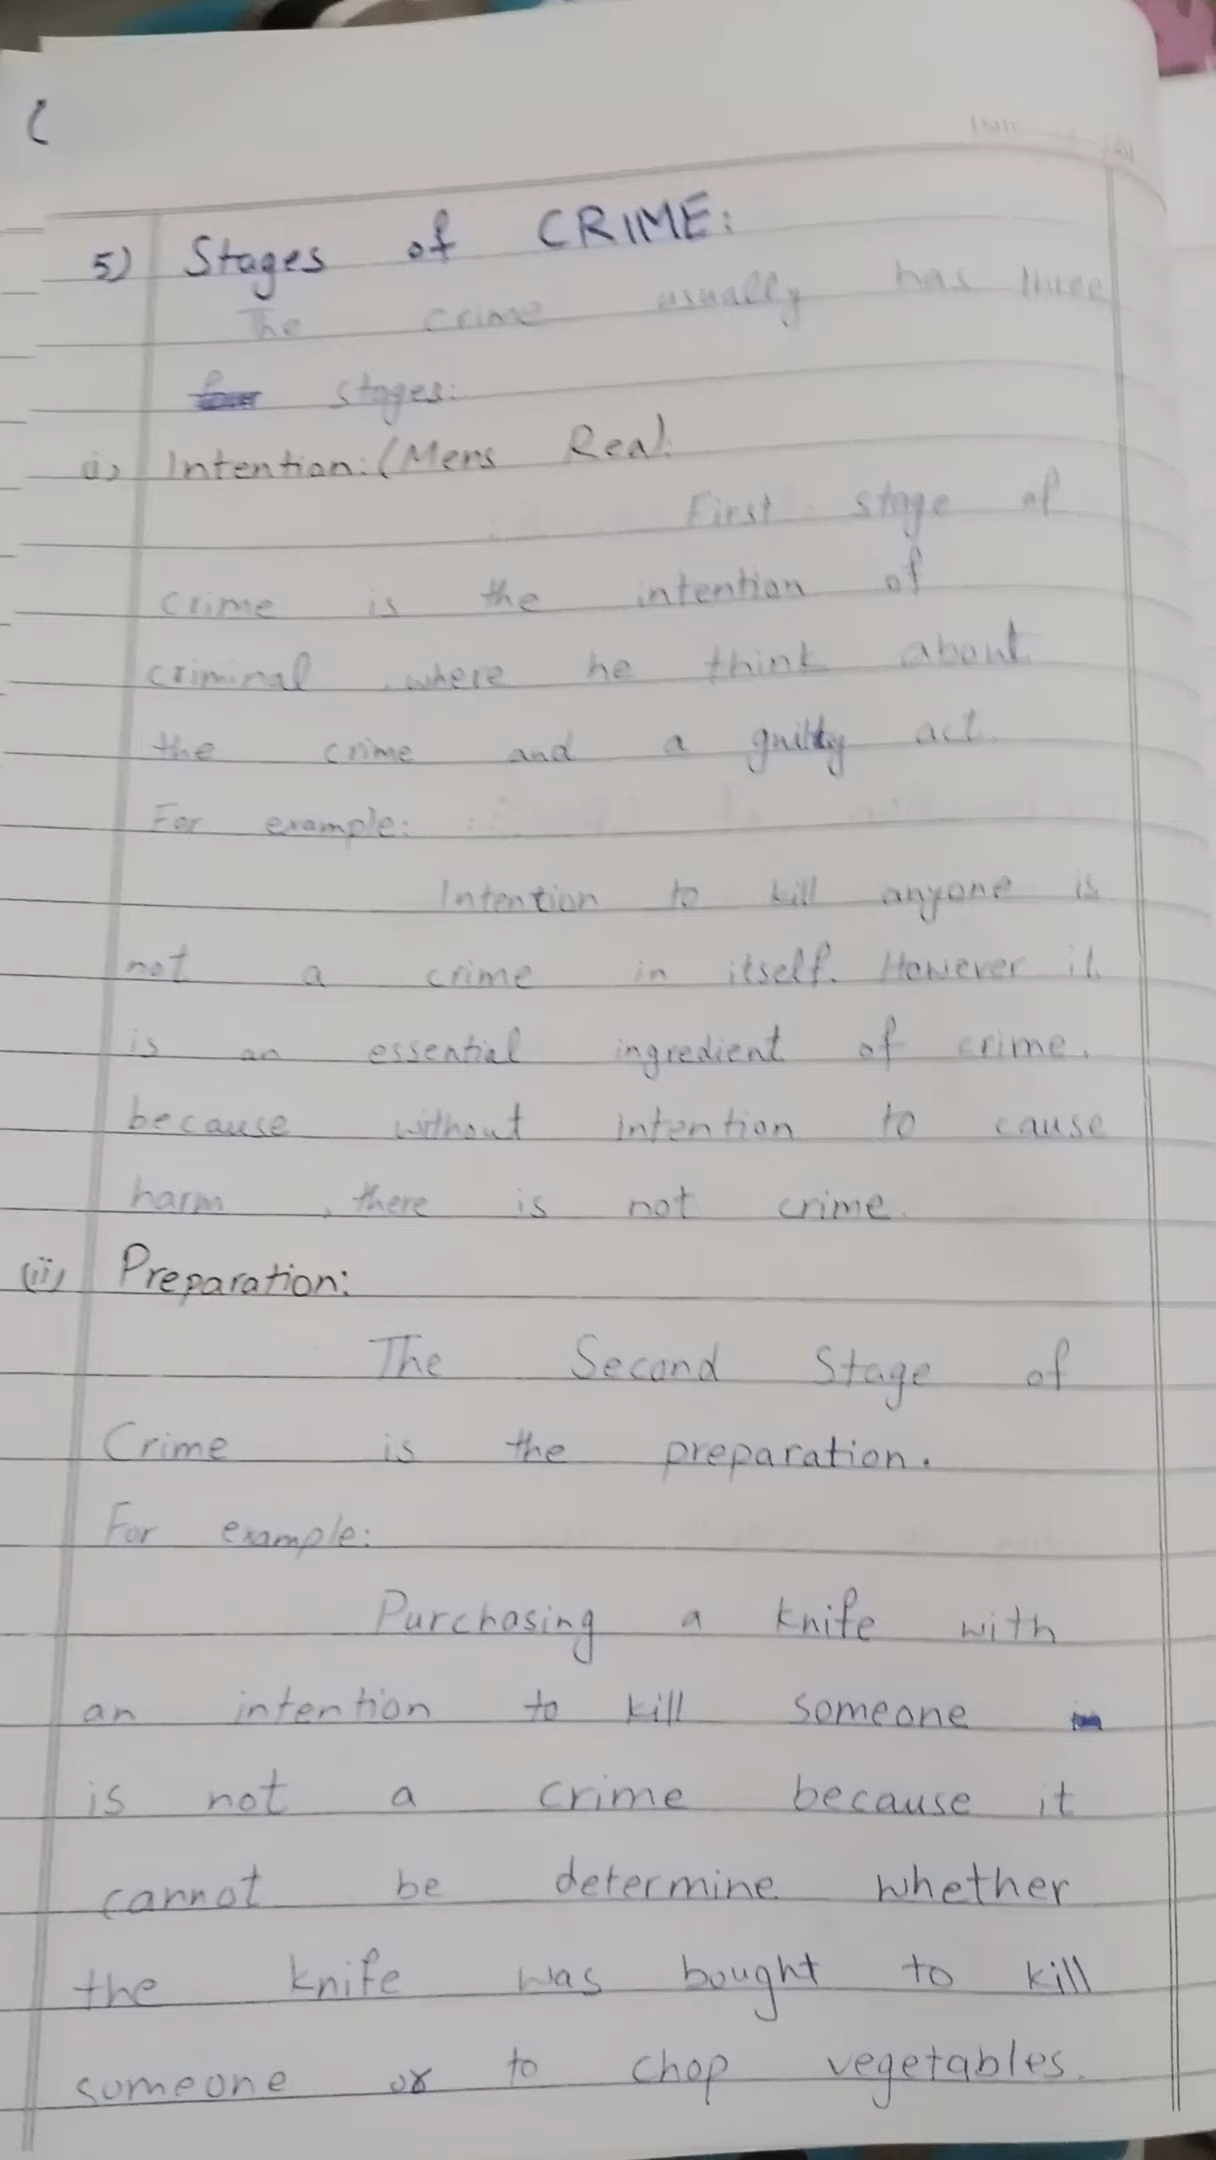 5) Stages of CRIME:
The crime usually has three
stages:
(i) Intention: (Mens Rea).
First stage of
crime is the intention of
criminal where he think about
the crime and a guilty act.
For example:
Intention to kill anyone is
not a crime in itself. However it
is an essential ingredient of crime.
because without intention to cause
harm, there is not crime.
(ii) Preparation:
The Second Stage of
Crime is the preparation.
For example:
Purchasing a knife with
an intention to kill someone
is not a crime because it
cannot be determine whether
the knife was bought to kill
someone or to chop vegetables.